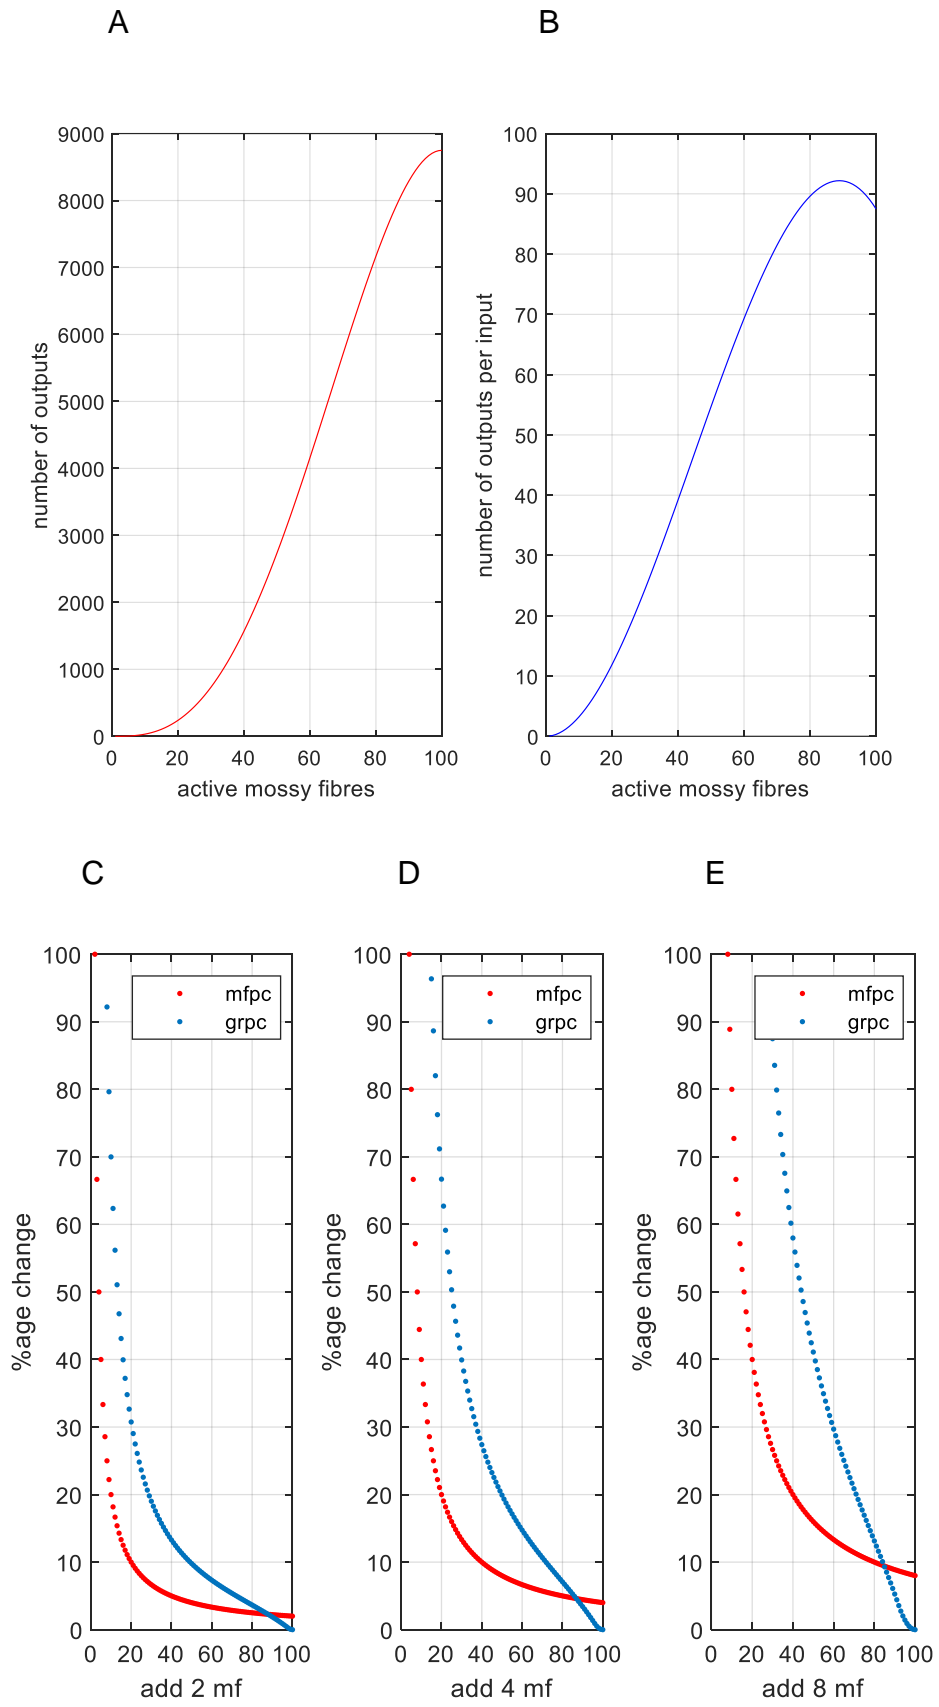 A
B
9000
8000
7000
6000
5000
4000
3000
2000
1000
0
0 20 40 60 80 100
number of outputs
active mossy fibres
100
90
80
70
60
50
40
30
20
10
0
0 20 40 60 80 100
number of outputs per input
active mossy fibres
C
D
E
100
90
80
70
60
50
40
30
20
10
0
0 20 40 60 80 100
%age change
add 2 mf
mfpc
grpc
100
90
80
70
60
50
40
30
20
10
0
0 20 40 60 80 100
%age change
add 4 mf
mfpc
grpc
100
90
80
70
60
50
40
30
20
10
0
0 20 40 60 80 100
%age change
add 8 mf
mfpc
grpc